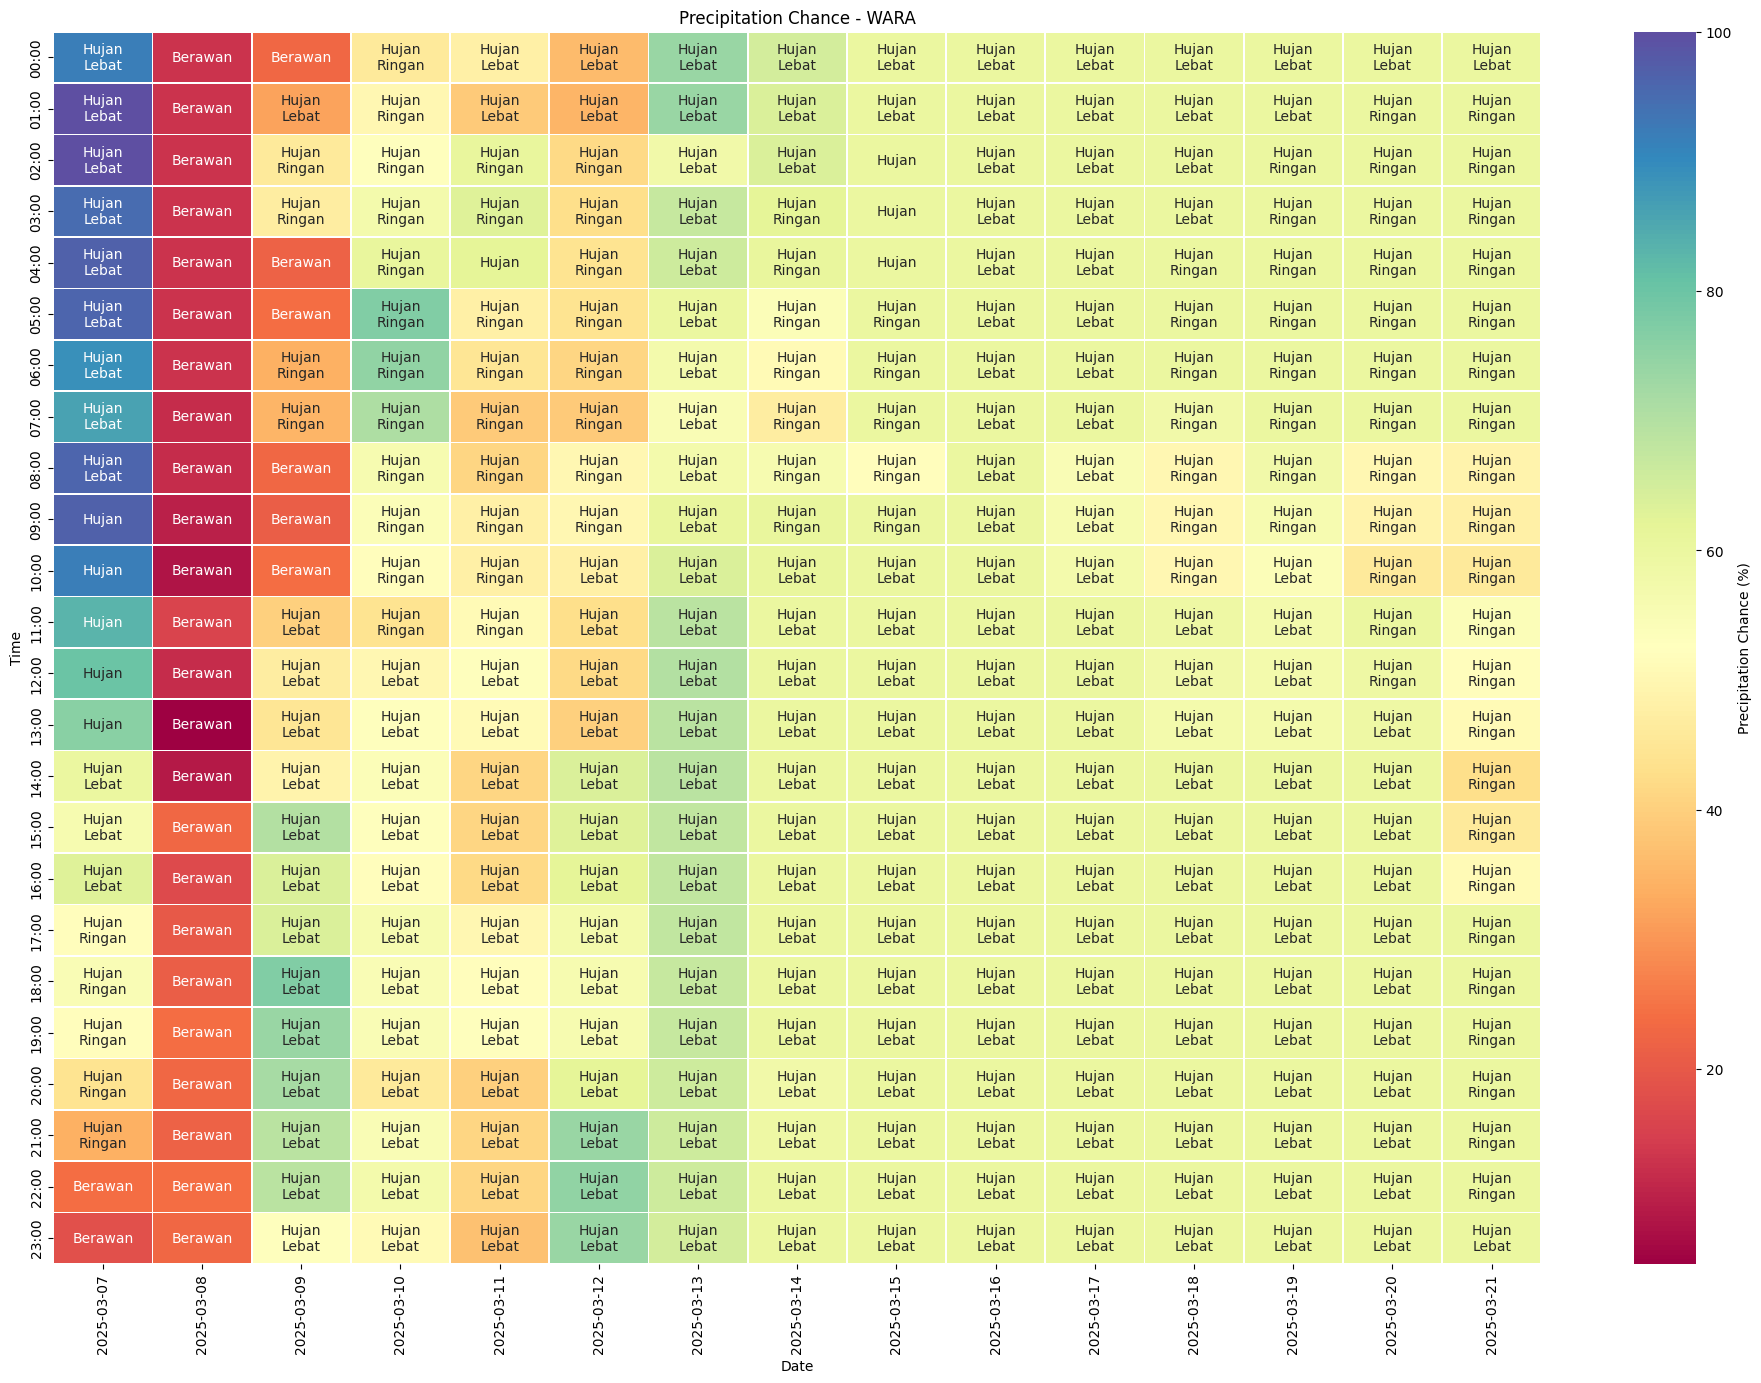 Precipitation Chance - WARA
00:00 Hujan Lebat Berawan Berawan Hujan Ringan Hujan Lebat Hujan Lebat Hujan Lebat Hujan Lebat Hujan Lebat Hujan Lebat Hujan Lebat Hujan Lebat Hujan Lebat Hujan Lebat Hujan Lebat
01:00 Hujan Lebat Berawan Hujan Lebat Hujan Ringan Hujan Lebat Hujan Lebat Hujan Lebat Hujan Lebat Hujan Lebat Hujan Lebat Hujan Lebat Hujan Lebat Hujan Lebat Hujan Ringan Hujan Ringan
02:00 Hujan Lebat Berawan Hujan Ringan Hujan Ringan Hujan Ringan Hujan Ringan Hujan Lebat Hujan Lebat Hujan Hujan Lebat Hujan Lebat Hujan Lebat Hujan Ringan Hujan Ringan Hujan Ringan
03:00 Hujan Lebat Berawan Hujan Ringan Hujan Ringan Hujan Ringan Hujan Ringan Hujan Lebat Hujan Ringan Hujan Hujan Lebat Hujan Lebat Hujan Lebat Hujan Ringan Hujan Ringan Hujan Ringan
04:00 Hujan Lebat Berawan Berawan Hujan Ringan Hujan Hujan Ringan Hujan Lebat Hujan Ringan Hujan Hujan Lebat Hujan Lebat Hujan Ringan Hujan Ringan Hujan Ringan Hujan Ringan
05:00 Hujan Lebat Berawan Berawan Hujan Ringan Hujan Ringan Hujan Ringan Hujan Lebat Hujan Ringan Hujan Ringan Hujan Lebat Hujan Lebat Hujan Ringan Hujan Ringan Hujan Ringan Hujan Ringan
06:00 Hujan Lebat Berawan Hujan Ringan Hujan Ringan Hujan Ringan Hujan Ringan Hujan Lebat Hujan Ringan Hujan Ringan Hujan Lebat Hujan Lebat Hujan Ringan Hujan Ringan Hujan Ringan Hujan Ringan
07:00 Hujan Lebat Berawan Hujan Ringan Hujan Ringan Hujan Ringan Hujan Ringan Hujan Lebat Hujan Ringan Hujan Ringan Hujan Lebat Hujan Lebat Hujan Ringan Hujan Ringan Hujan Ringan Hujan Ringan
08:00 Hujan Lebat Berawan Berawan Hujan Ringan Hujan Ringan Hujan Ringan Hujan Lebat Hujan Ringan Hujan Ringan Hujan Lebat Hujan Lebat Hujan Ringan Hujan Ringan Hujan Ringan Hujan Ringan
09:00 Hujan Berawan Berawan Hujan Ringan Hujan Ringan Hujan Ringan Hujan Lebat Hujan Ringan Hujan Ringan Hujan Lebat Hujan Lebat Hujan Ringan Hujan Ringan Hujan Ringan Hujan Ringan
10:00 Hujan Berawan Berawan Hujan Ringan Hujan Ringan Hujan Lebat Hujan Lebat Hujan Lebat Hujan Lebat Hujan Lebat Hujan Lebat Hujan Ringan Hujan Lebat Hujan Ringan Hujan Ringan
11:00 Hujan Berawan Hujan Lebat Hujan Ringan Hujan Ringan Hujan Lebat Hujan Lebat Hujan Lebat Hujan Lebat Hujan Lebat Hujan Lebat Hujan Lebat Hujan Lebat Hujan Ringan Hujan Ringan
12:00 Hujan Berawan Hujan Lebat Hujan Lebat Hujan Lebat Hujan Lebat Hujan Lebat Hujan Lebat Hujan Lebat Hujan Lebat Hujan Lebat Hujan Lebat Hujan Lebat Hujan Ringan Hujan Ringan
13:00 Hujan Berawan Hujan Lebat Hujan Lebat Hujan Lebat Hujan Lebat Hujan Lebat Hujan Lebat Hujan Lebat Hujan Lebat Hujan Lebat Hujan Lebat Hujan Lebat Hujan Lebat Hujan Ringan
14:00 Hujan Lebat Berawan Hujan Lebat Hujan Lebat Hujan Lebat Hujan Lebat Hujan Lebat Hujan Lebat Hujan Lebat Hujan Lebat Hujan Lebat Hujan Lebat Hujan Lebat Hujan Lebat Hujan Ringan
15:00 Hujan Lebat Berawan Hujan Lebat Hujan Lebat Hujan Lebat Hujan Lebat Hujan Lebat Hujan Lebat Hujan Lebat Hujan Lebat Hujan Lebat Hujan Lebat Hujan Lebat Hujan Lebat Hujan Ringan
16:00 Hujan Lebat Berawan Hujan Lebat Hujan Lebat Hujan Lebat Hujan Lebat Hujan Lebat Hujan Lebat Hujan Lebat Hujan Lebat Hujan Lebat Hujan Lebat Hujan Lebat Hujan Lebat Hujan Ringan
17:00 Hujan Ringan Berawan Hujan Lebat Hujan Lebat Hujan Lebat Hujan Lebat Hujan Lebat Hujan Lebat Hujan Lebat Hujan Lebat Hujan Lebat Hujan Lebat Hujan Lebat Hujan Lebat Hujan Ringan
18:00 Hujan Ringan Berawan Hujan Lebat Hujan Lebat Hujan Lebat Hujan Lebat Hujan Lebat Hujan Lebat Hujan Lebat Hujan Lebat Hujan Lebat Hujan Lebat Hujan Lebat Hujan Lebat Hujan Ringan
19:00 Hujan Ringan Berawan Hujan Lebat Hujan Lebat Hujan Lebat Hujan Lebat Hujan Lebat Hujan Lebat Hujan Lebat Hujan Lebat Hujan Lebat Hujan Lebat Hujan Lebat Hujan Lebat Hujan Ringan
20:00 Hujan Ringan Berawan Hujan Lebat Hujan Lebat Hujan Lebat Hujan Lebat Hujan Lebat Hujan Lebat Hujan Lebat Hujan Lebat Hujan Lebat Hujan Lebat Hujan Lebat Hujan Lebat Hujan Ringan
21:00 Hujan Ringan Berawan Hujan Lebat Hujan Lebat Hujan Lebat Hujan Lebat Hujan Lebat Hujan Lebat Hujan Lebat Hujan Lebat Hujan Lebat Hujan Lebat Hujan Lebat Hujan Lebat Hujan Ringan
22:00 Berawan Berawan Hujan Lebat Hujan Lebat Hujan Lebat Hujan Lebat Hujan Lebat Hujan Lebat Hujan Lebat Hujan Lebat Hujan Lebat Hujan Lebat Hujan Lebat Hujan Lebat Hujan Ringan
23:00 Berawan Berawan Hujan Lebat Hujan Lebat Hujan Lebat Hujan Lebat Hujan Lebat Hujan Lebat Hujan Lebat Hujan Lebat Hujan Lebat Hujan Lebat Hujan Lebat Hujan Lebat Hujan Lebat
Time
2025-03-07 2025-03-08 2025-03-09 2025-03-10 2025-03-11 2025-03-12 2025-03-13 2025-03-14 2025-03-15 2025-03-16 2025-03-17 2025-03-18 2025-03-19 2025-03-20 2025-03-21
Date
100
80
60
40
20
Precipitation Chance (%)